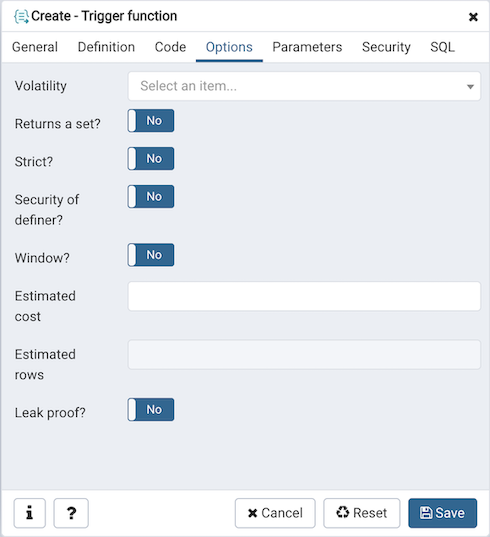 Create - Trigger function
General Definition Code Options Parameters Security SQL
Volatility Select an item...
Returns a set? No
Strict? No
Security of
definer? No
Window? No
Estimated
cost
Estimated
rows
Leak proof? No
i ? Cancel Reset Save